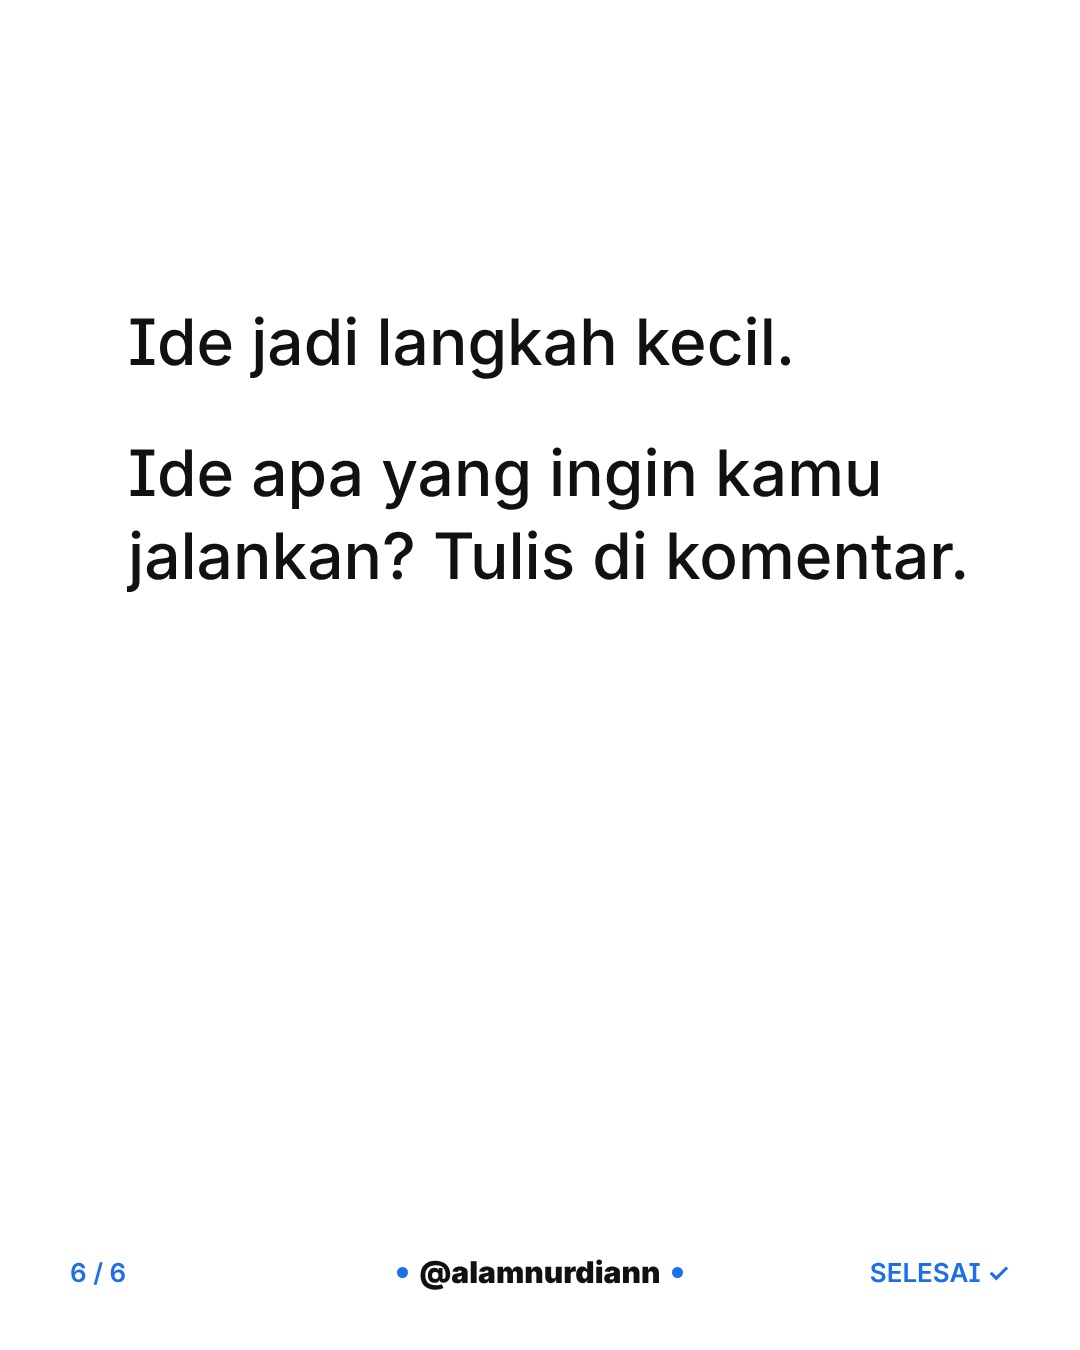 Ide jadi langkah kecil.
Ide apa yang ingin kamu
jalankan? Tulis di komentar.
6 / 6
• @alamnurdiann •
SELESAI ✓